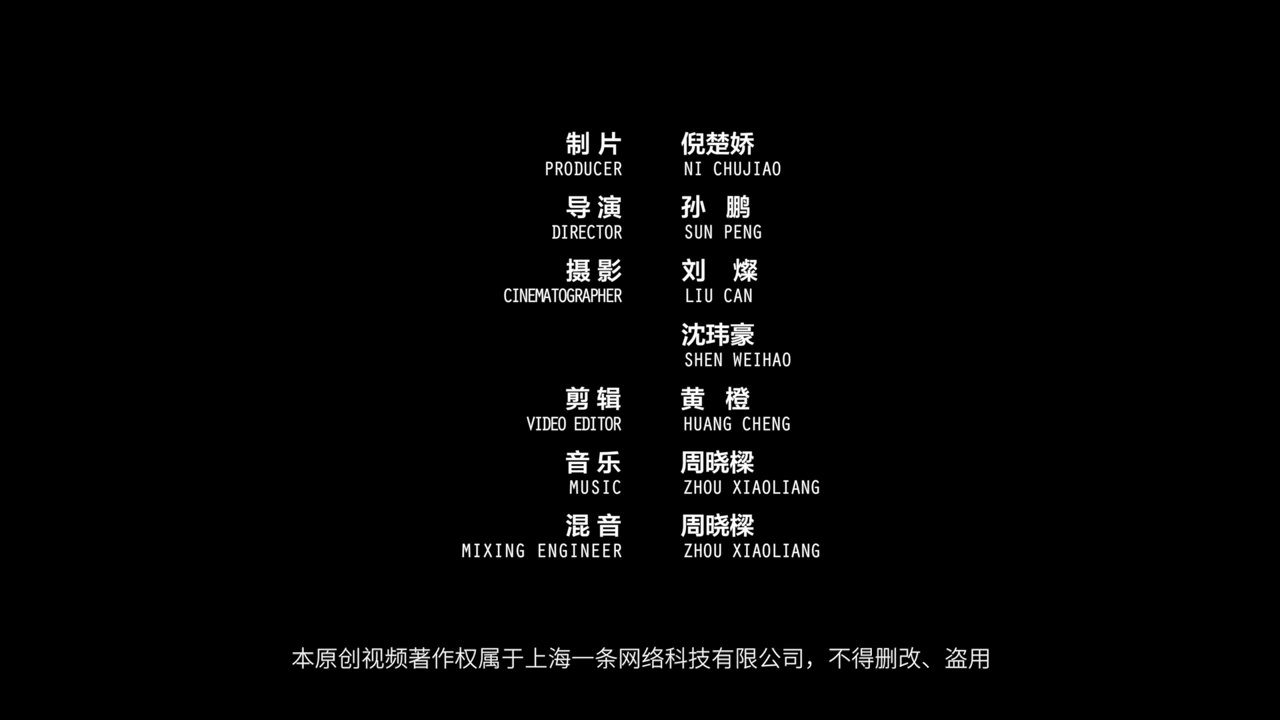 制片 倪楚娇
PRODUCER NI CHUJIAO
导演 孙鹏
DIRECTOR SUN PENG
摄影 刘燦
CINEMATOGRAPHER LIU CAN
沈玮豪
SHEN WEIHAO
剪辑 黄橙
VIDEO EDITOR HUANG CHENG
音乐 周晓樑
MUSIC ZHOU XIAOLIANG
混音 周晓樑
MIXING ENGINEER ZHOU XIAOLIANG
本原创视频著作权属于上海一条网络科技有限公司，不得删改、盗用